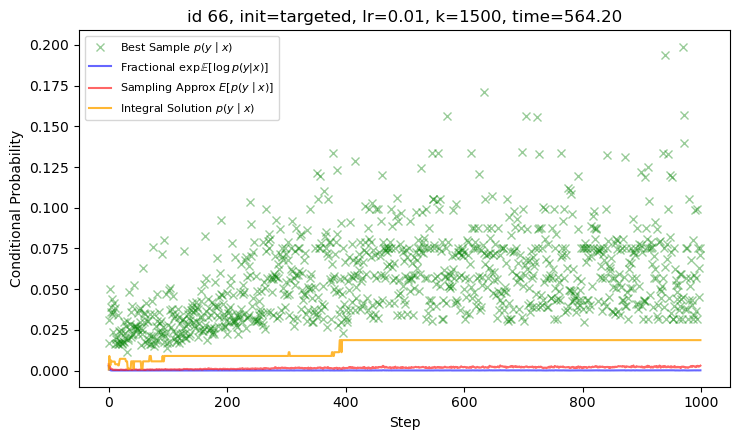 id 66, init=targeted, lr=0.01, k=1500, time=564.20
Best Sample p(y | x)
Fractional exp𝔼[log p(y|x)]
Sampling Approx E[p(y | x)]
Integral Solution p(y | x)
Conditional Probability
0.200
0.175
0.150
0.125
0.100
0.075
0.050
0.025
0.000
0 200 400 600 800 1000
Step